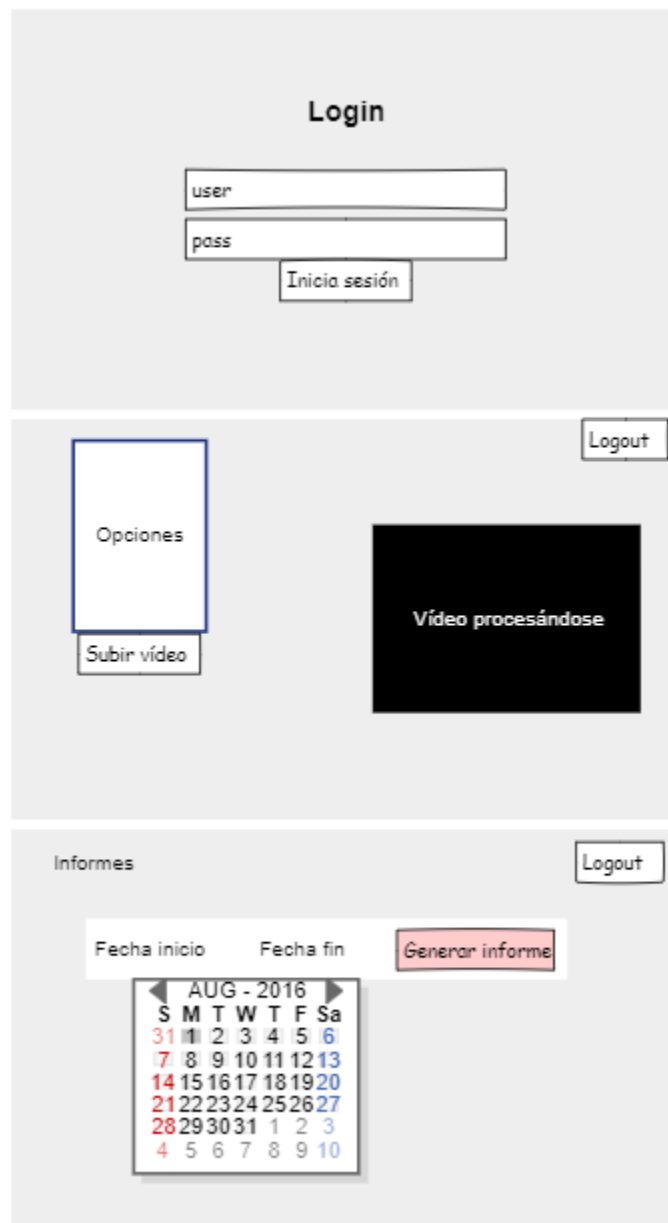 Login
user
pass
Inicia sesión
Logout
Opciones
Vídeo procesándose
Subir vídeo
Informes
Logout
Fecha inicio Fecha fin Generar informe
AUG - 2016
S M T W T F Sa
31 1 2 3 4 5 6
7 8 9 10 11 12 13
14 15 16 17 18 19 20
21 22 23 24 25 26 27
28 29 30 31 1 2 3
4 5 6 7 8 9 10